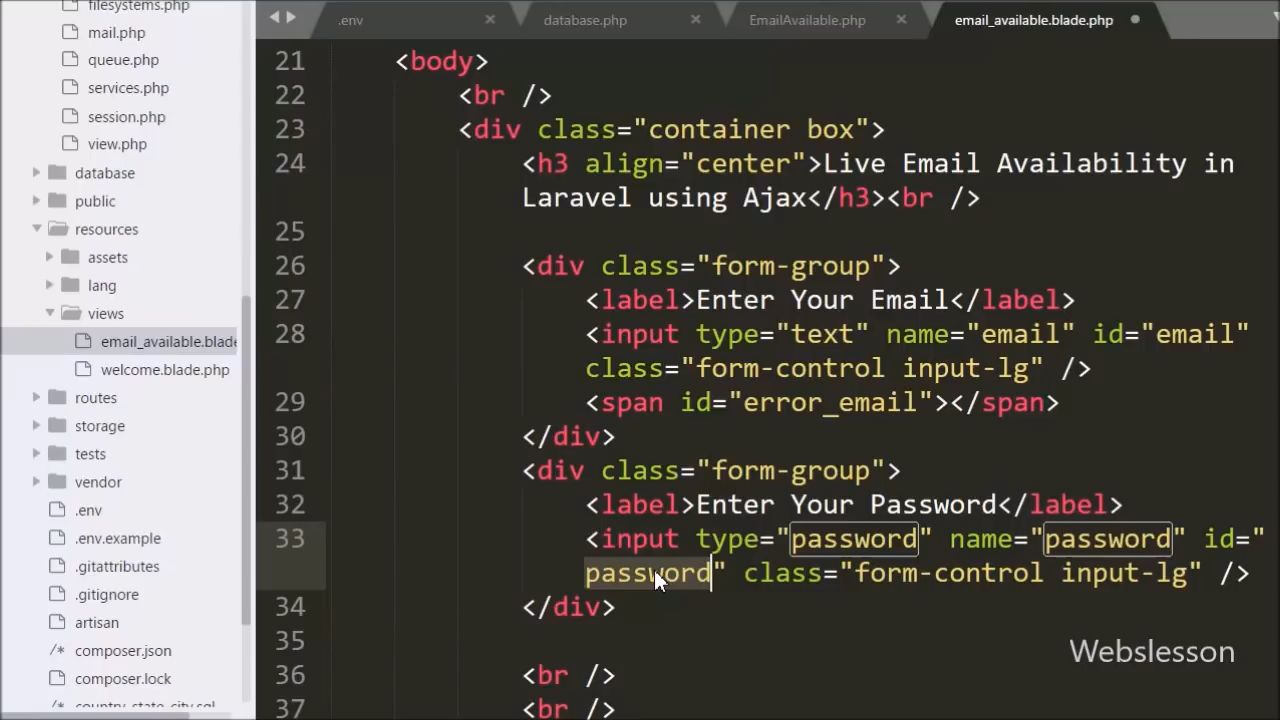 filesystems.php
mail.php
queue.php
services.php
session.php
view.php
database
public
resources
assets
lang
views
email_available.blade
welcome.blade.php
routes
storage
tests
vendor
.env
.env.example
.gitattributes
.gitignore
artisan
/* composer.json
composer.lock
/* country_state_city.sql
.env × database.php × EmailAvailable.php × email_available.blade.php
21 <body>
22 <br />
23 <div class="container box">
24 <h3 align="center">Live Email Availability in
Laravel using Ajax</h3><br />
25
26 <div class="form-group">
27 <label>Enter Your Email</label>
28 <input type="text" name="email" id="email"
class="form-control input-lg" />
29 <span id="error_email"></span>
30 </div>
31 <div class="form-group">
32 <label>Enter Your Password</label>
33 <input type="password" name="password" id="
password" class="form-control input-lg" />
34 </div>
35
36 <br />
37 <br />
Webslesson